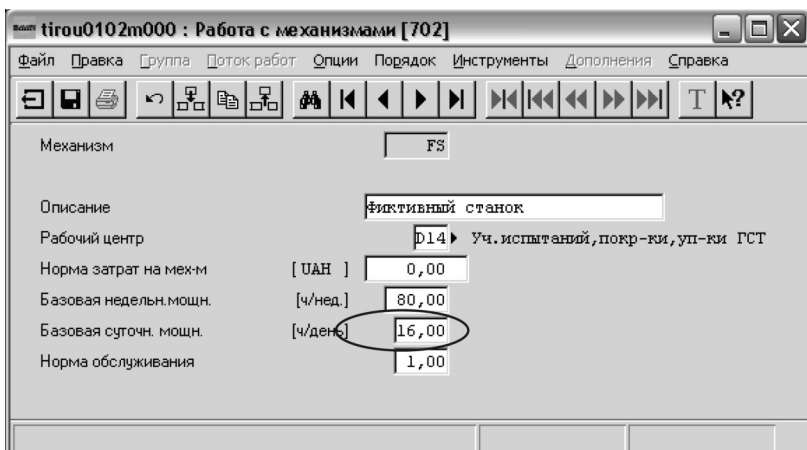 tirou0102m000 : Работа с механизмами [702]
Файл Правка Группа Поток работ Опции Порядок Инструменты Дополнения Справка
T ?
Механизм FS
Описание Фиктивный станок
Рабочий центр D14 Уч.испытаний,покр-ки,уп-ки ГСТ
Норма затрат на мех-м [ UAH ] 0,00
Базовая недельн.мощн. [ч/нед.] 80,00
Базовая суточн. мощн. [ч/день] 16,00
Норма обслуживания 1,00